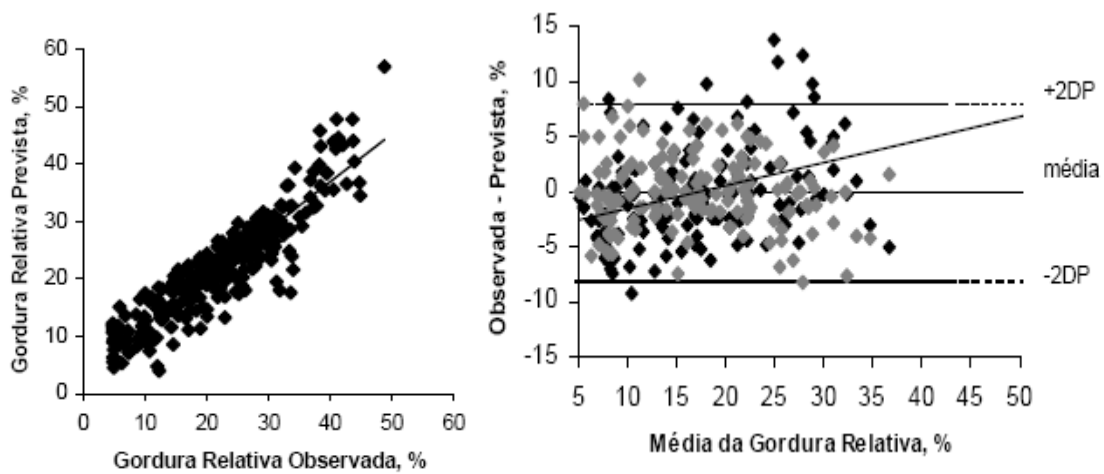 Gordura Relativa Prevista, %
60
50
40
30
20
10
0
0 10 20 30 40 50 60
Gordura Relativa Observada, %
Observada - Prevista, %
15
10
5
0
-5
-10
-15
5 10 15 20 25 30 35 40 45 50
Média da Gordura Relativa, %
+2DP
média
-2DP